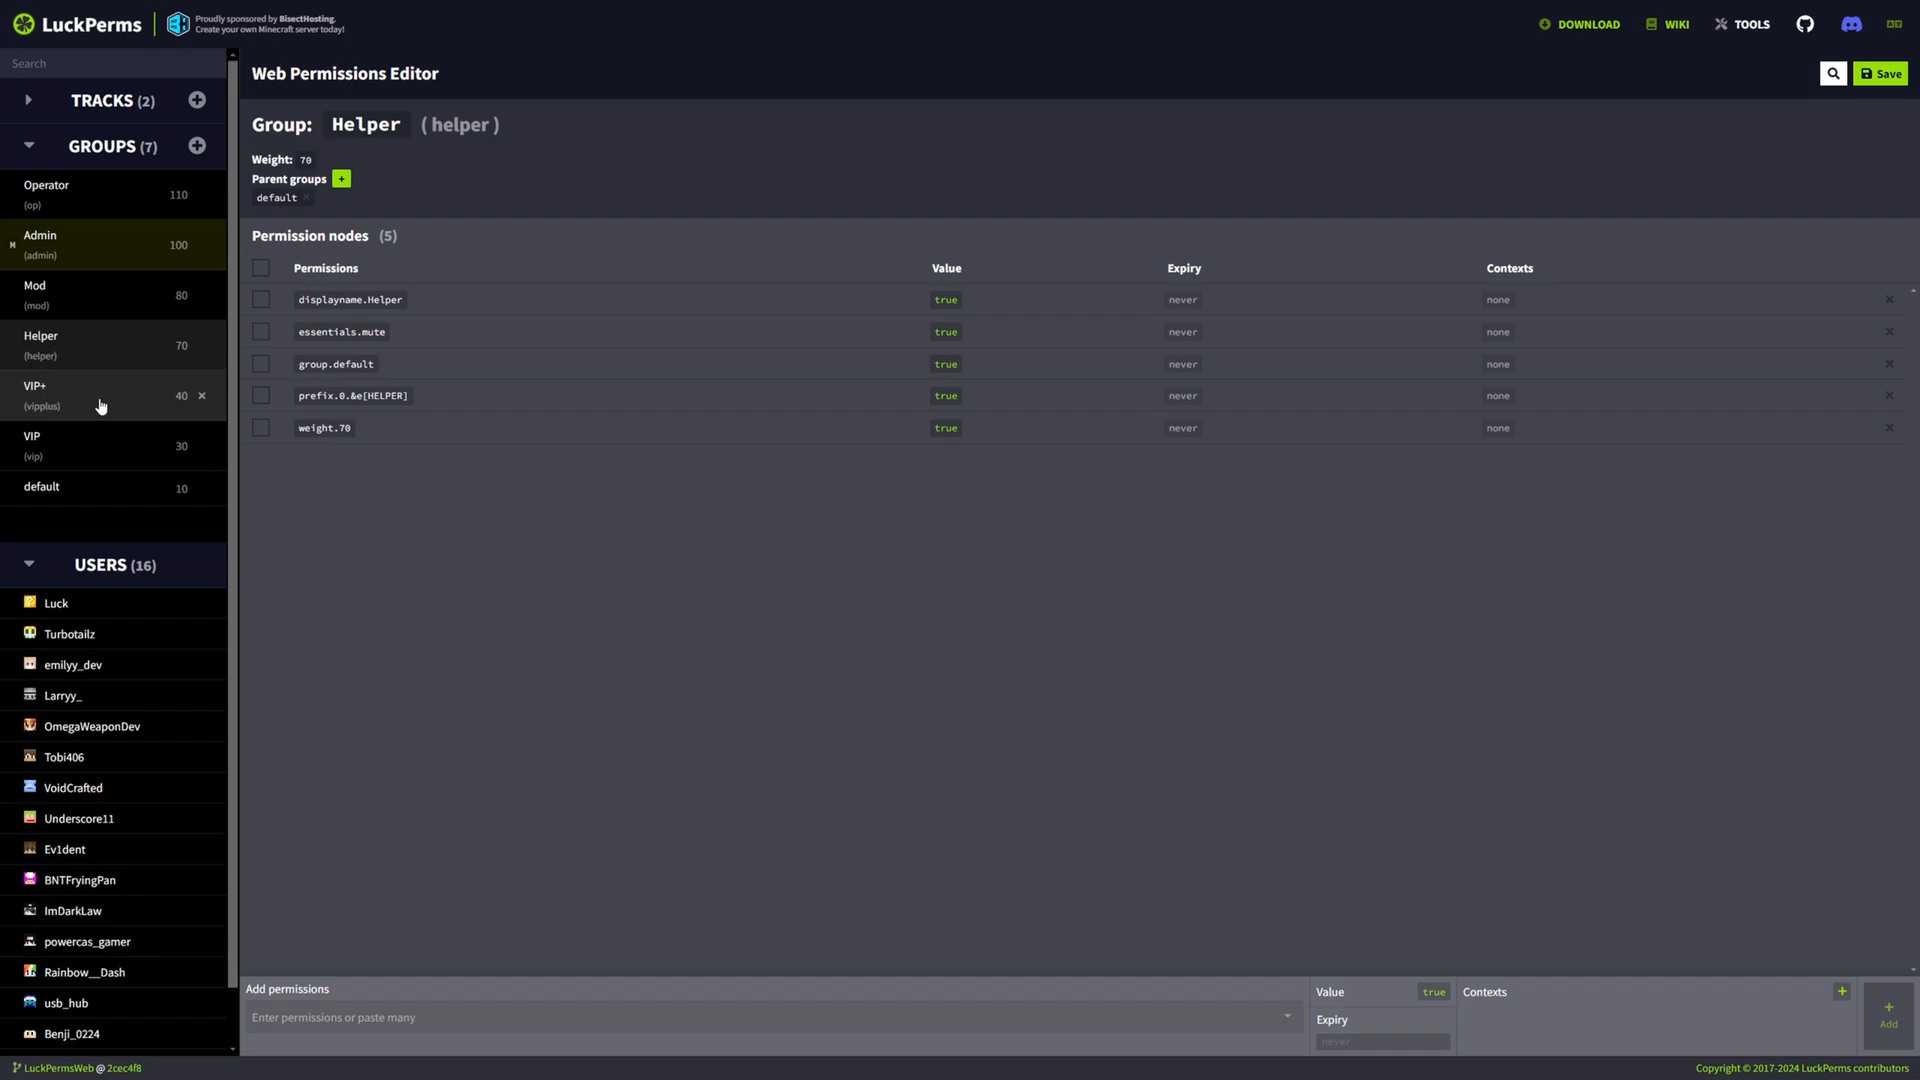 LuckPerms
Proudly sponsored by BisectHosting.
Create your own Minecraft server today!
DOWNLOAD
WIKI
TOOLS
Search
Web Permissions Editor
Save
TRACKS (2)
GROUPS (7)
Operator
(op)
110
M
Admin
(admin)
100
Mod
(mod)
80
Helper
(helper)
70
VIP+
(vipplus)
40
VIP
(vip)
30
default
10
USERS (16)
Luck
Turbotailz
emilyy_dev
Larryy_
OmegaWeaponDev
Tobi406
VoidCrafted
Underscore11
Ev1dent
BNTFryingPan
ImDarkLaw
powercas_gamer
Rainbow__Dash
usb_hub
Benji_0224
Group: Helper ( helper )
Weight: 70
Parent groups +
default
Permission nodes (5)
Permissions Value Expiry Contexts
displayname.Helper true never none
essentials.mute true never none
group.default true never none
prefix.0.&e[HELPER] true never none
weight.70 true never none
Add permissions
Enter permissions or paste many
Value true
Expiry
never
Contexts +
+
Add
LuckPermsWeb @ 2cec4f8
Copyright © 2017-2024 LuckPerms contributors